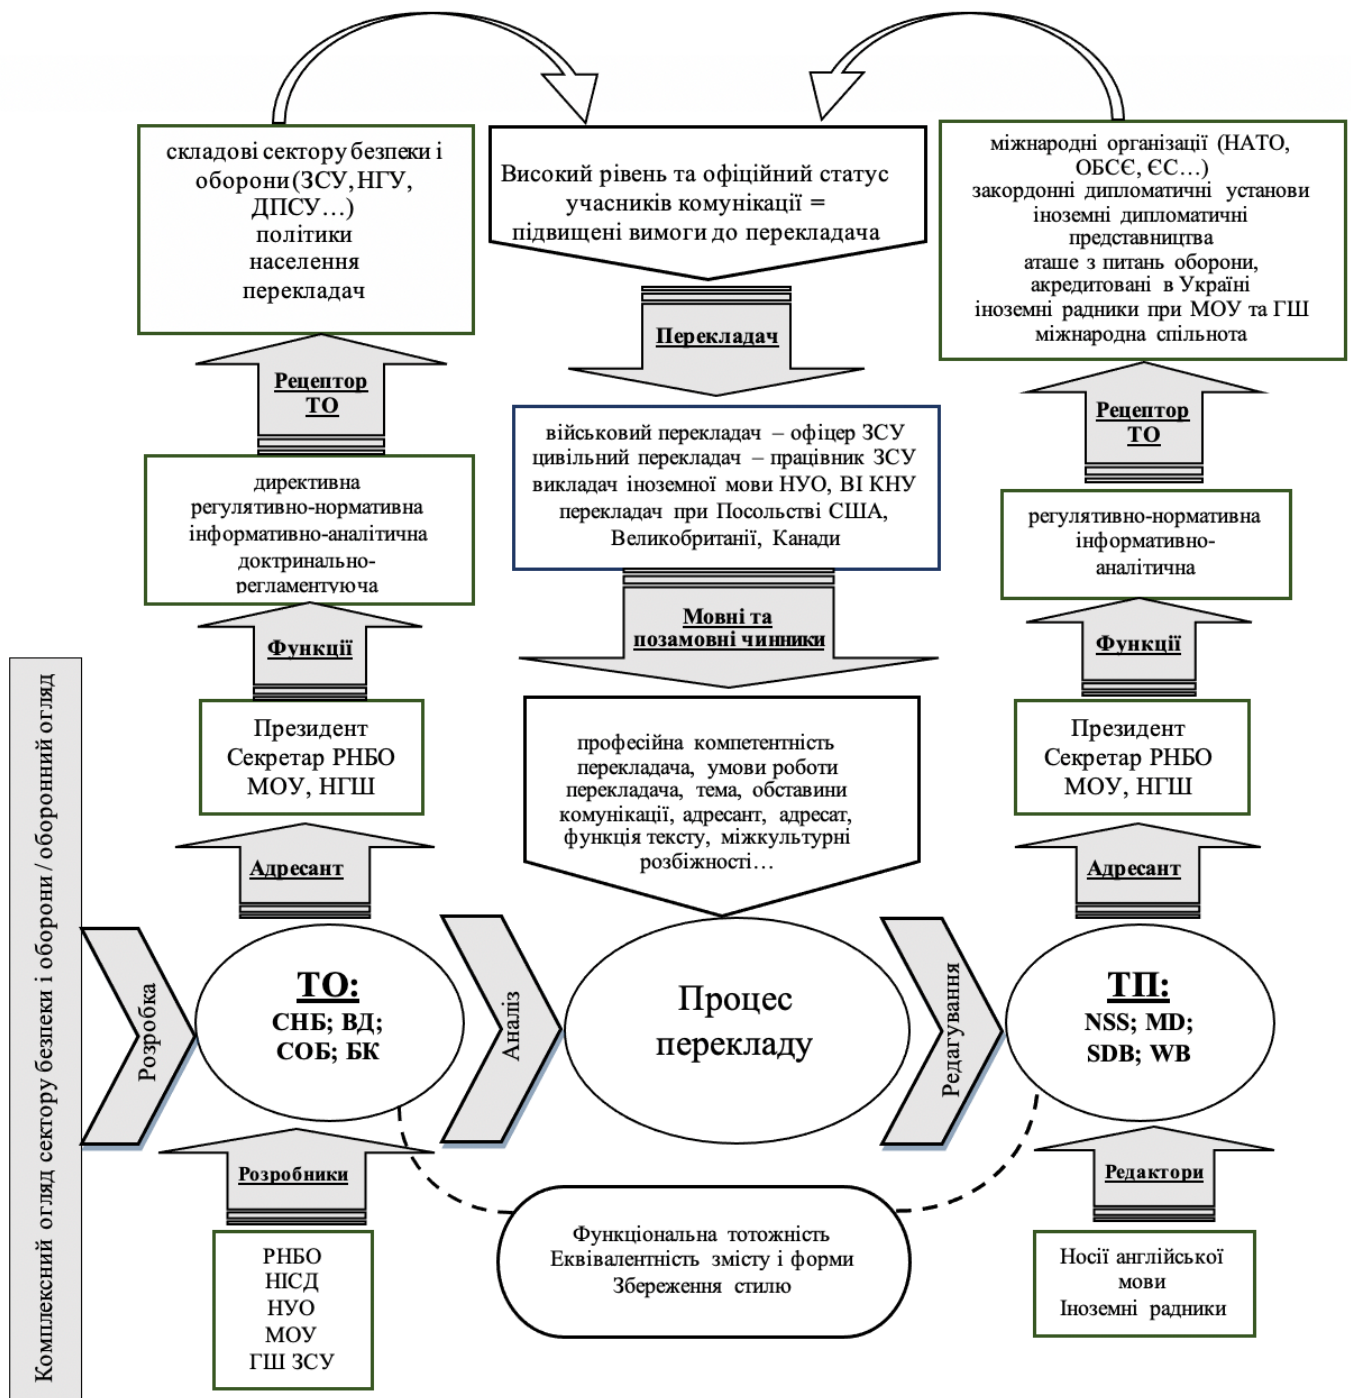 складові сектору безпеки і
оборони (ЗСУ, НГУ,
ДПСУ…)
політики
населення
перекладач
Високий рівень та офіційний статус
учасників комунікації =
підвищені вимоги до перекладача
міжнародні організації (НАТО,
ОБСЄ, ЄС…)
закордонні дипломатичні установи
іноземні дипломатичні
представництва
аташе з питань оборони,
акредитовані в Україні
іноземні радники при МОУ та ГШ
міжнародна спільнота
Рецептор
ТО
Перекладач
Рецептор
ТО
директивна
регулятивно-нормативна
інформативно-аналітична
доктринально-
регламентуюча
військовий перекладач – офіцер ЗСУ
цивільний перекладач – працівник ЗСУ
викладач іноземної мови НУО, ВІ КНУ
перекладач при Посольстві США,
Великобританії, Канади
регулятивно-нормативна
інформативно-
аналітична
Функції
Мовні та
позамовні чинники
Функції
Президент
Секретар РНБО
МОУ, НГШ
професійна компетентність
перекладача, умови роботи
перекладача, тема, обставини
комунікації, адресант, адресат,
функція тексту, міжкультурні
розбіжності…
Президент
Секретар РНБО
МОУ, НГШ
Адресант
Адресант
Комплексний огляд сектору безпеки і оборони / оборонний огляд
Розробка
ТО:
СНБ; ВД;
СОБ; БК
Аналіз
Процес
перекладу
Редагування
ТП:
NSS; MD;
SDB; WB
Розробники
Редактори
РНБО
НІСД
НУО
МОУ
ГШ ЗСУ
Функціональна тотожність
Еквівалентність змісту і форми
Збереження стилю
Носії англійської
мови
Іноземні радники